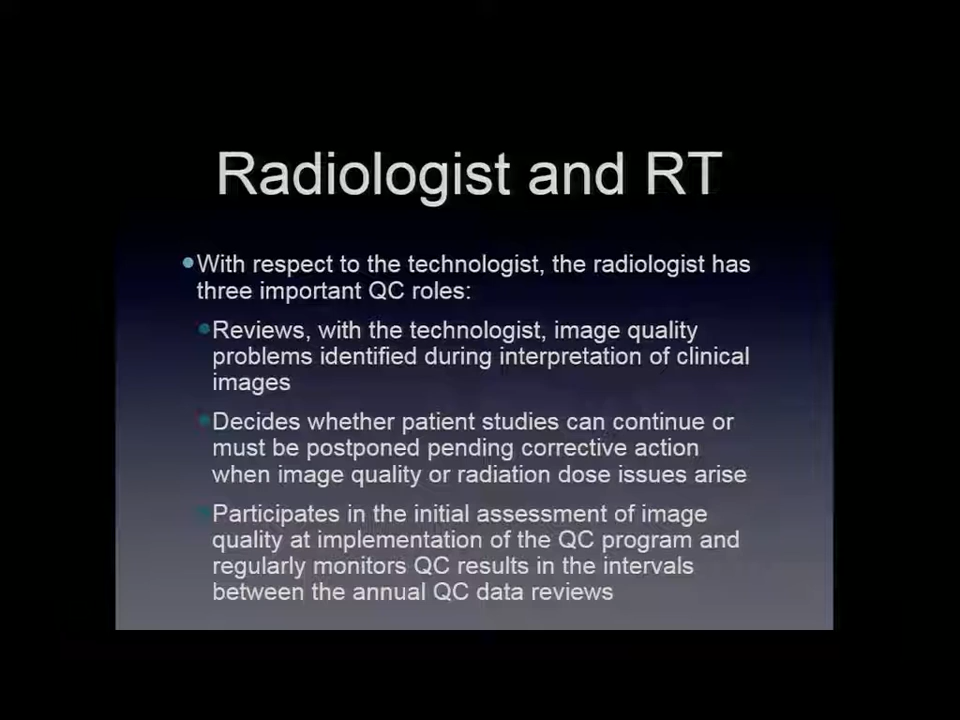 Radiologist and RT
With respect to the technologist, the radiologist has
three important QC roles:
Reviews, with the technologist, image quality
problems identified during interpretation of clinical
images
Decides whether patient studies can continue or
must be postponed pending corrective action
when image quality or radiation dose issues arise
Participates in the initial assessment of image
quality at implementation of the QC program and
regularly monitors QC results in the intervals
between the annual QC data reviews